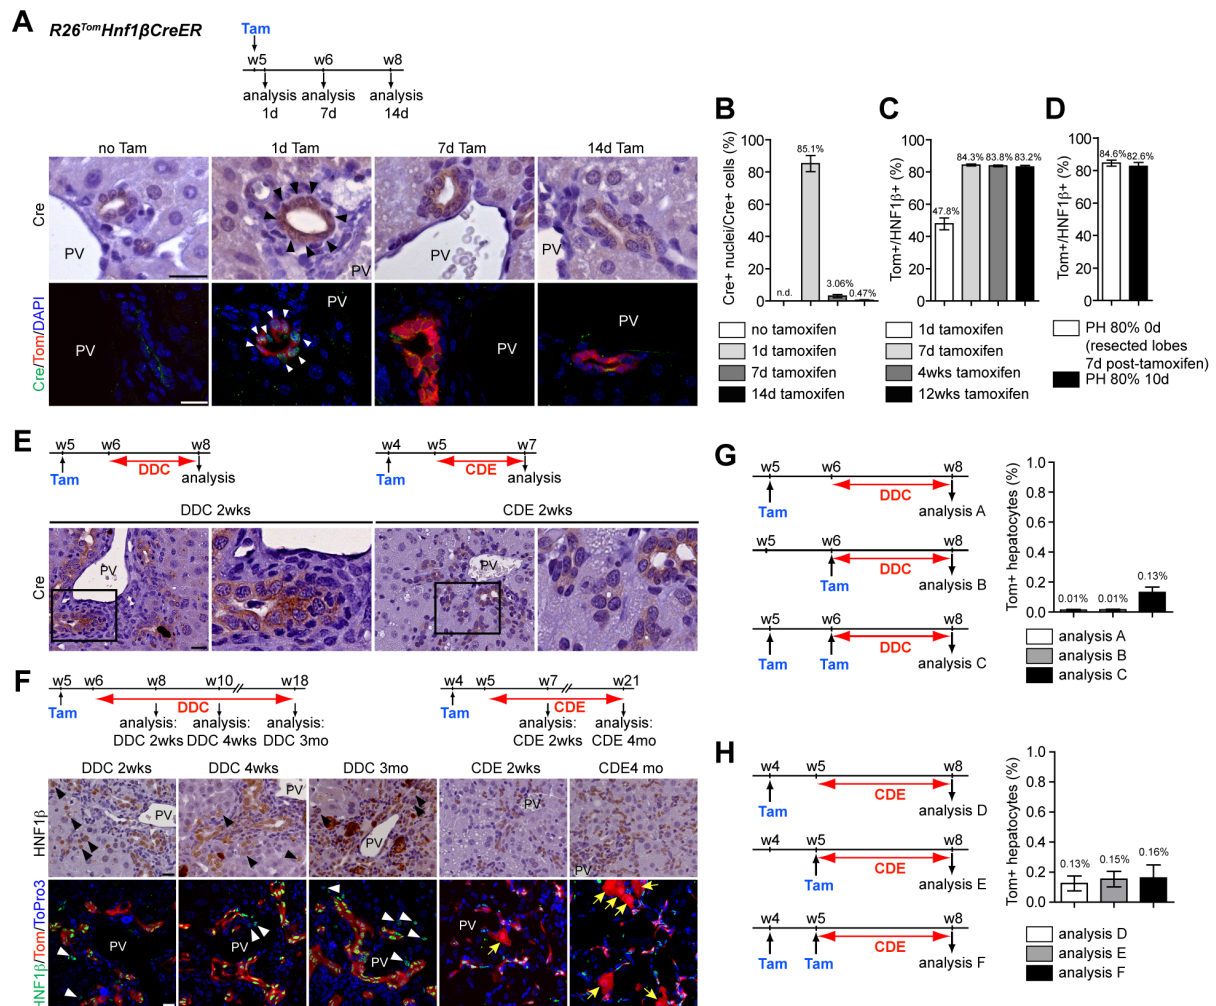 A
R26TomHnf1βCreER
Tam
w5 w6 w8
analysis analysis analysis
1d 7d 14d
no Tam 1d Tam 7d Tam 14d Tam
Cre
PV PV PV PV
Cre/Tom/DAPI
PV PV PV PV
B
Cre+ nuclei/Cre+ cells (%)
100
80
60
40
20
0
n.d. 85.1% 3.06% 0.47%
no tamoxifen
1d tamoxifen
7d tamoxifen
14d tamoxifen
C
Tom+/HNF1β+ (%)
100
80
60
40
20
0
47.8% 84.3% 83.8% 83.2%
1d tamoxifen
7d tamoxifen
4wks tamoxifen
12wks tamoxifen
D
Tom+/HNF1β+ (%)
100
80
60
40
20
0
84.6% 82.6%
PH 80% 0d
(resected lobes
7d post-tamoxifen)
PH 80% 10d
E
w5 w6 w8
DDC
Tam analysis
w4 w5 w7
CDE
Tam analysis
DDC 2wks CDE 2wks
Cre
PV PV
F
w5 w6 w8 w10 w18
DDC
Tam
analysis: analysis: analysis:
DDC 2wks DDC 4wks DDC 3mo
w4 w5 w7 w21
CDE
Tam
analysis: analysis:
CDE 2wks CDE 4mo
DDC 2wks DDC 4wks DDC 3mo CDE 2wks CDE4 mo
HNF1β
PV PV PV PV PV
HNF1β/Tom/ToPro3
PV PV PV PV PV
G
w5 w6 w8
DDC
Tam analysis A
w5 w6 w8
DDC
Tam analysis B
w5 w6 w8
DDC
Tam Tam analysis C
Tom+ hepatocytes (%)
1.0
0.8
0.6
0.4
0.2
0.0
0.01% 0.01% 0.13%
analysis A
analysis B
analysis C
H
w4 w5 w8
CDE
Tam analysis D
w4 w5 w8
CDE
Tam analysis E
w4 w5 w8
CDE
Tam Tam analysis F
Tom+ hepatocytes (%)
1.0
0.8
0.6
0.4
0.2
0.0
0.13% 0.15% 0.16%
analysis D
analysis E
analysis F